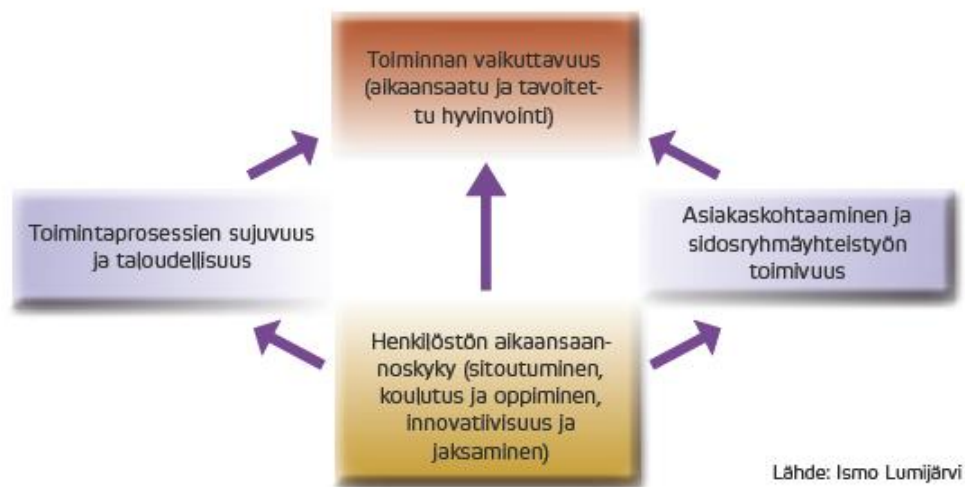 Toiminnan vaikuttavuus
(aikaansaatu ja tavoitet-
tu hyvinvointi)
Toimintaprosessien sujuvuus
ja taloudellisuus
Asiakaskohtaaminen ja
sidosryhmäyhteistyön
toimivuus
Henkilöstön aikaansaan-
noskyky (sitoutuminen,
koulutus ja oppiminen,
innovatiivisuus ja
jaksaminen)
Lähde: Ismo Lumijärvi